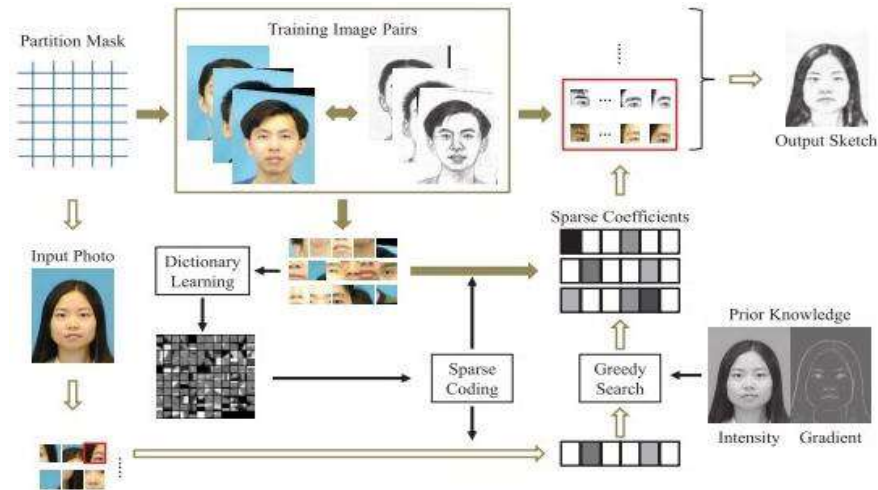 Training Image Pairs
Partition Mask
Output Sketch
Input Photo
Sparse Coefficients
Dictionary
Learning
Prior Knowledge
Sparse
Coding
Greedy
Search
Intensity
Gradient